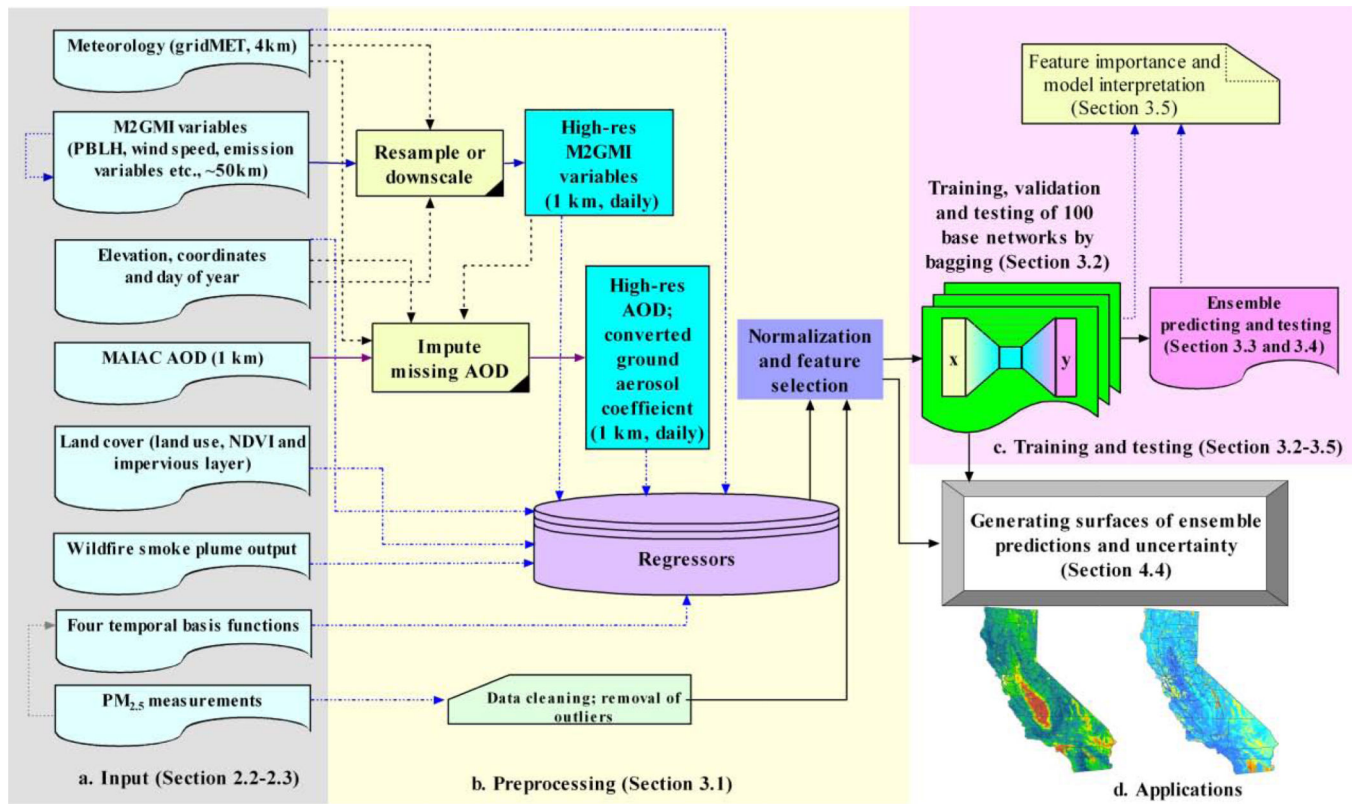 Meteorology (gridMET, 4km)
M2GMI variables
(PBLH, wind speed, emission
variables etc., ~50km)
Elevation, coordinates
and day of year
MAIAC AOD (1 km)
Land cover (land use, NDVI and
impervious layer)
Wildfire smoke plume output
Four temporal basis functions
PM2.5 measurements
a. Input (Section 2.2-2.3)
Resample or
downscale
High-res
M2GMI
variables
(1 km, daily)
Impute
missing AOD
High-res
AOD;
converted
ground
aerosol
coeffieicnt
(1 km, daily)
Normalization
and feature
selection
Regressors
Data cleaning; removal of
outliers
b. Preprocessing (Section 3.1)
Feature importance and
model interpretation
(Section 3.5)
Training, validation
and testing of 100
base networks by
bagging (Section 3.2)
x
y
Ensemble
predicting and testing
(Section 3.3 and 3.4)
c. Training and testing (Section 3.2-3.5)
Generating surfaces of ensemble
predictions and uncertainty
(Section 4.4)
d. Applications